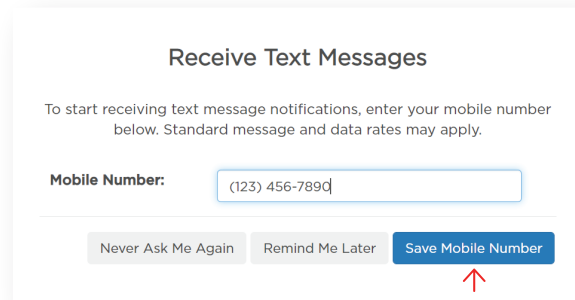 Receive Text Messages
To start receiving text message notifications, enter your mobile number
below. Standard message and data rates may apply.
Mobile Number: (123) 456-7890
Never Ask Me Again Remind Me Later Save Mobile Number